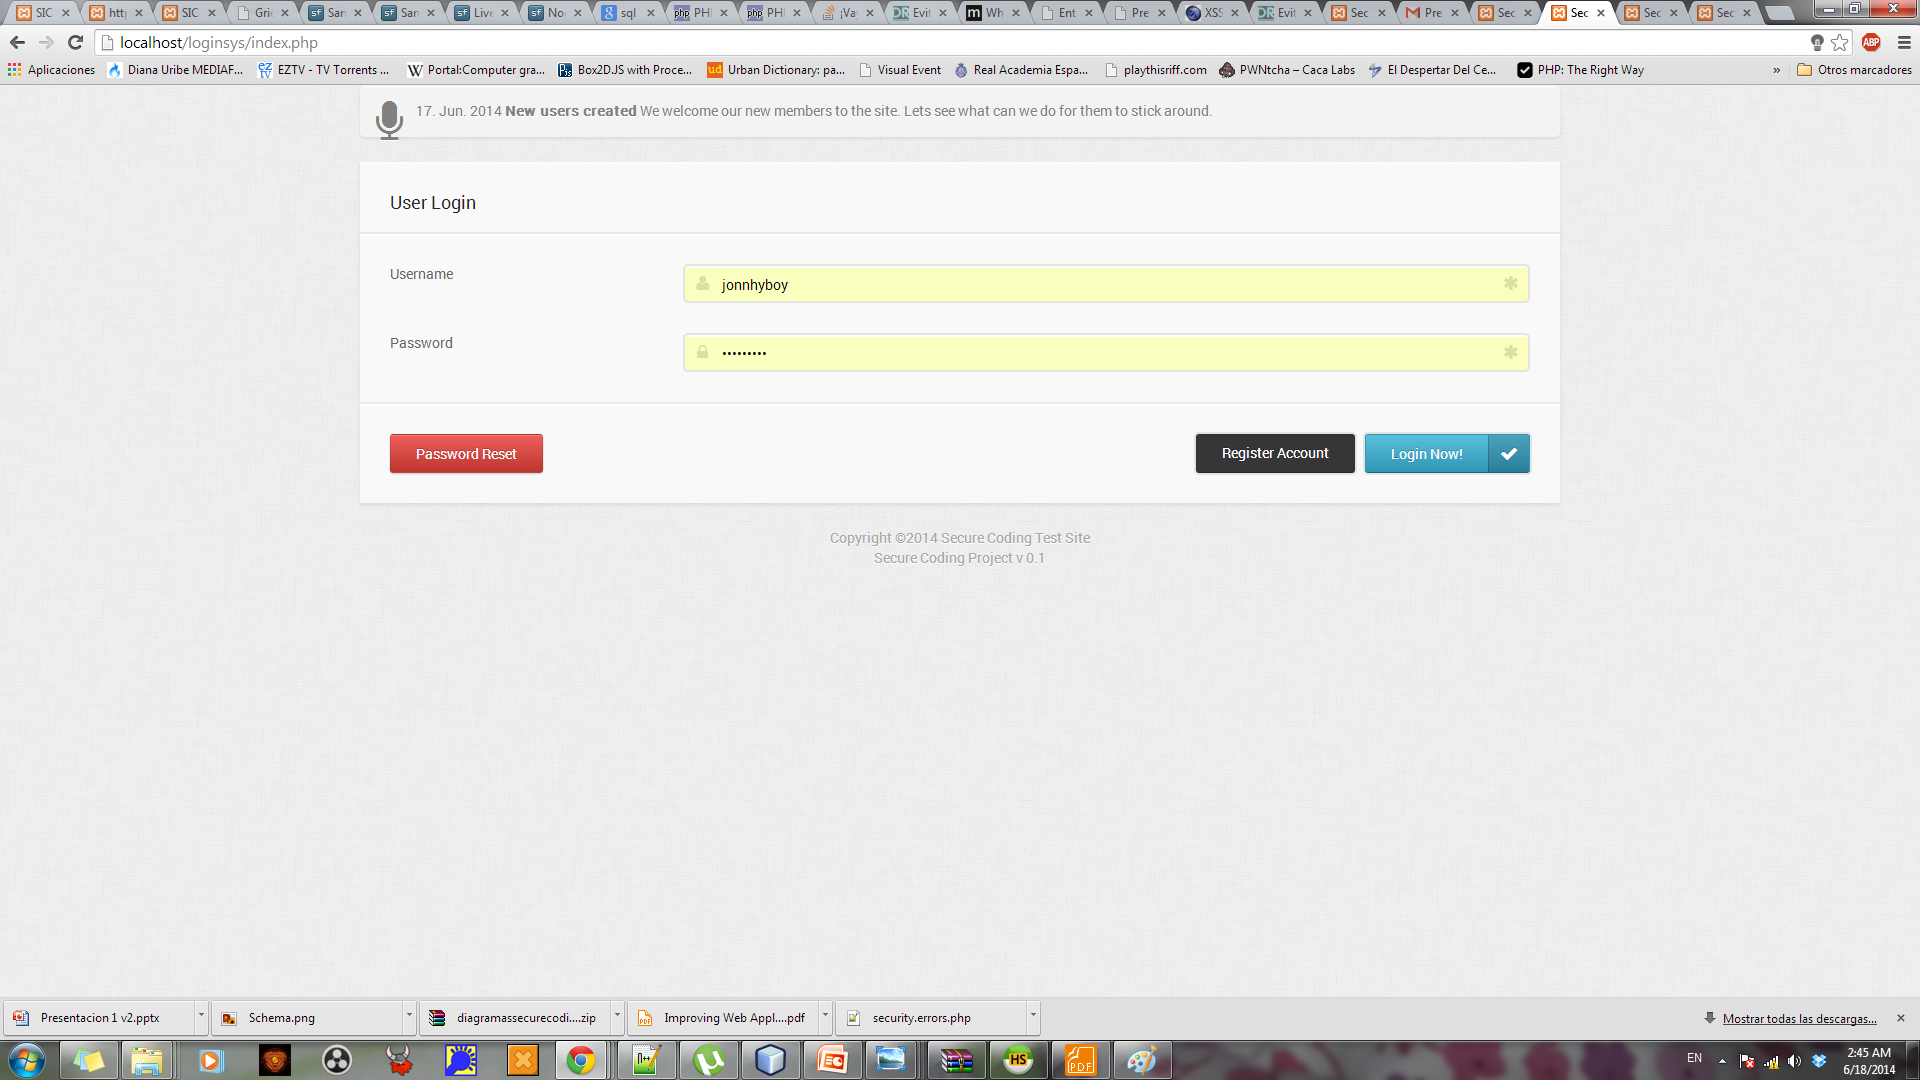 SIC
htt
SIC
Gri
San
San
Live
Noo
sql
PHI
PHI
¡Va
Evit
Wh
Ent
Pre
XSS
Evit
Sec
Pre
Sec
Sec
Sec
Sec
localhost/loginsys/index.php
ABP
Aplicaciones
Diana Uribe MEDIAF...
EZTV - TV Torrents ...
Portal:Computer gra...
Box2DJS with Proce...
Urban Dictionary: pa...
Visual Event
Real Academia Espa...
playthisriff.com
PWNtcha – Caca Labs
El Despertar Del Ce...
PHP: The Right Way
»
Otros marcadores
17. Jun. 2014 New users created We welcome our new members to the site. Lets see what can we do for them to stick around.
User Login
Username
jonnhyboy
Password
•••••••••
Password Reset
Register Account
Login Now!
Copyright ©2014 Secure Coding Test Site
Secure Coding Project v 0.1
Presentacion 1 v2.pptx
Schema.png
diagramassecurecodi....zip
Improving Web Appl....pdf
security.errors.php
Mostrar todas las descargas...
EN
2:45 AM
6/18/2014